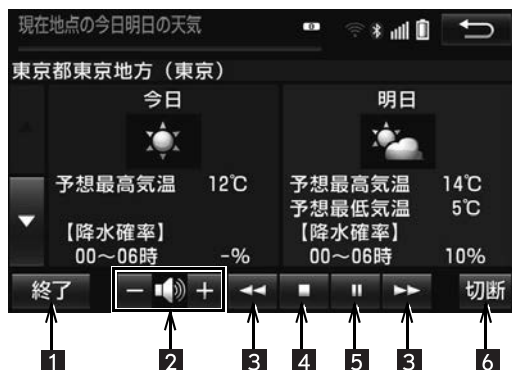 現在地点の今日明日の天気
東京都東京地方（東京）
今日
予想最高気温 12℃
【降水確率】
00～06時 -%
明日
予想最高気温 14℃
予想最低気温 5℃
【降水確率】
00～06時 10%
終了 － ＋ 切断
1 2 3 4 5 3 6